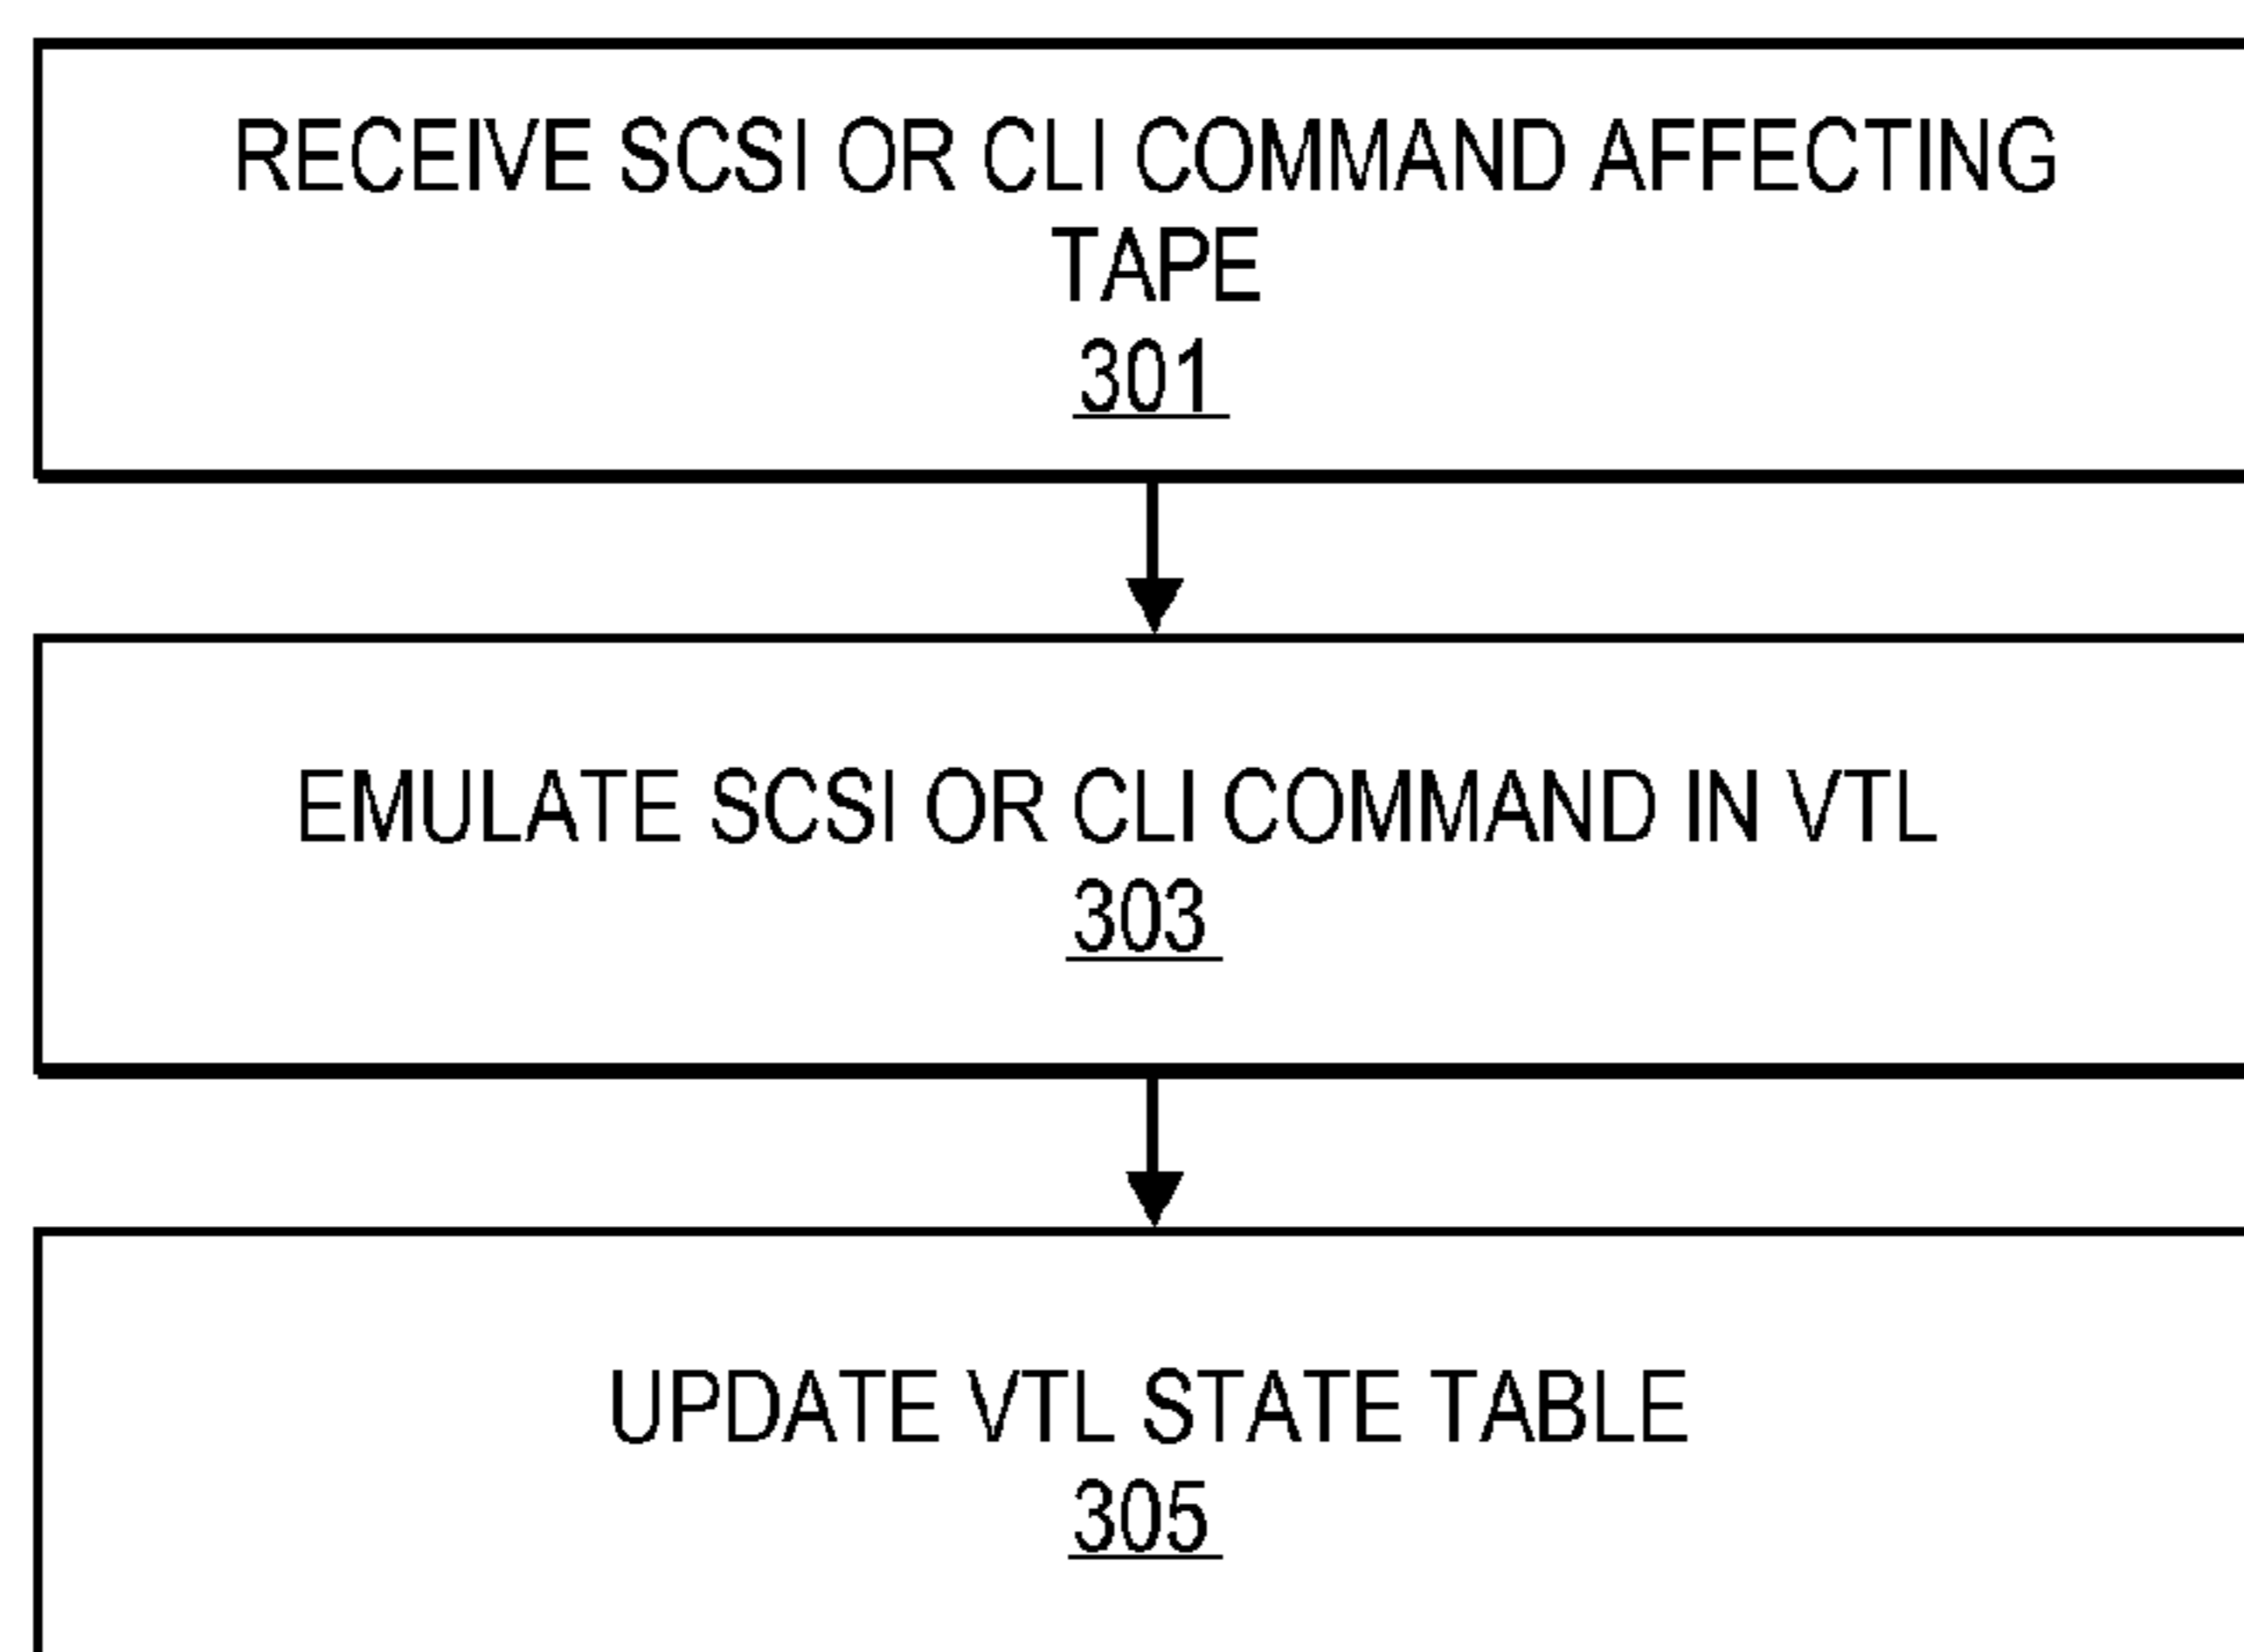 RECEIVE SCSI OR CLI COMMAND AFFECTING
TAPE
301
EMULATE SCSI OR CLI COMMAND IN VTL
303
UPDATE VTL STATE TABLE
305